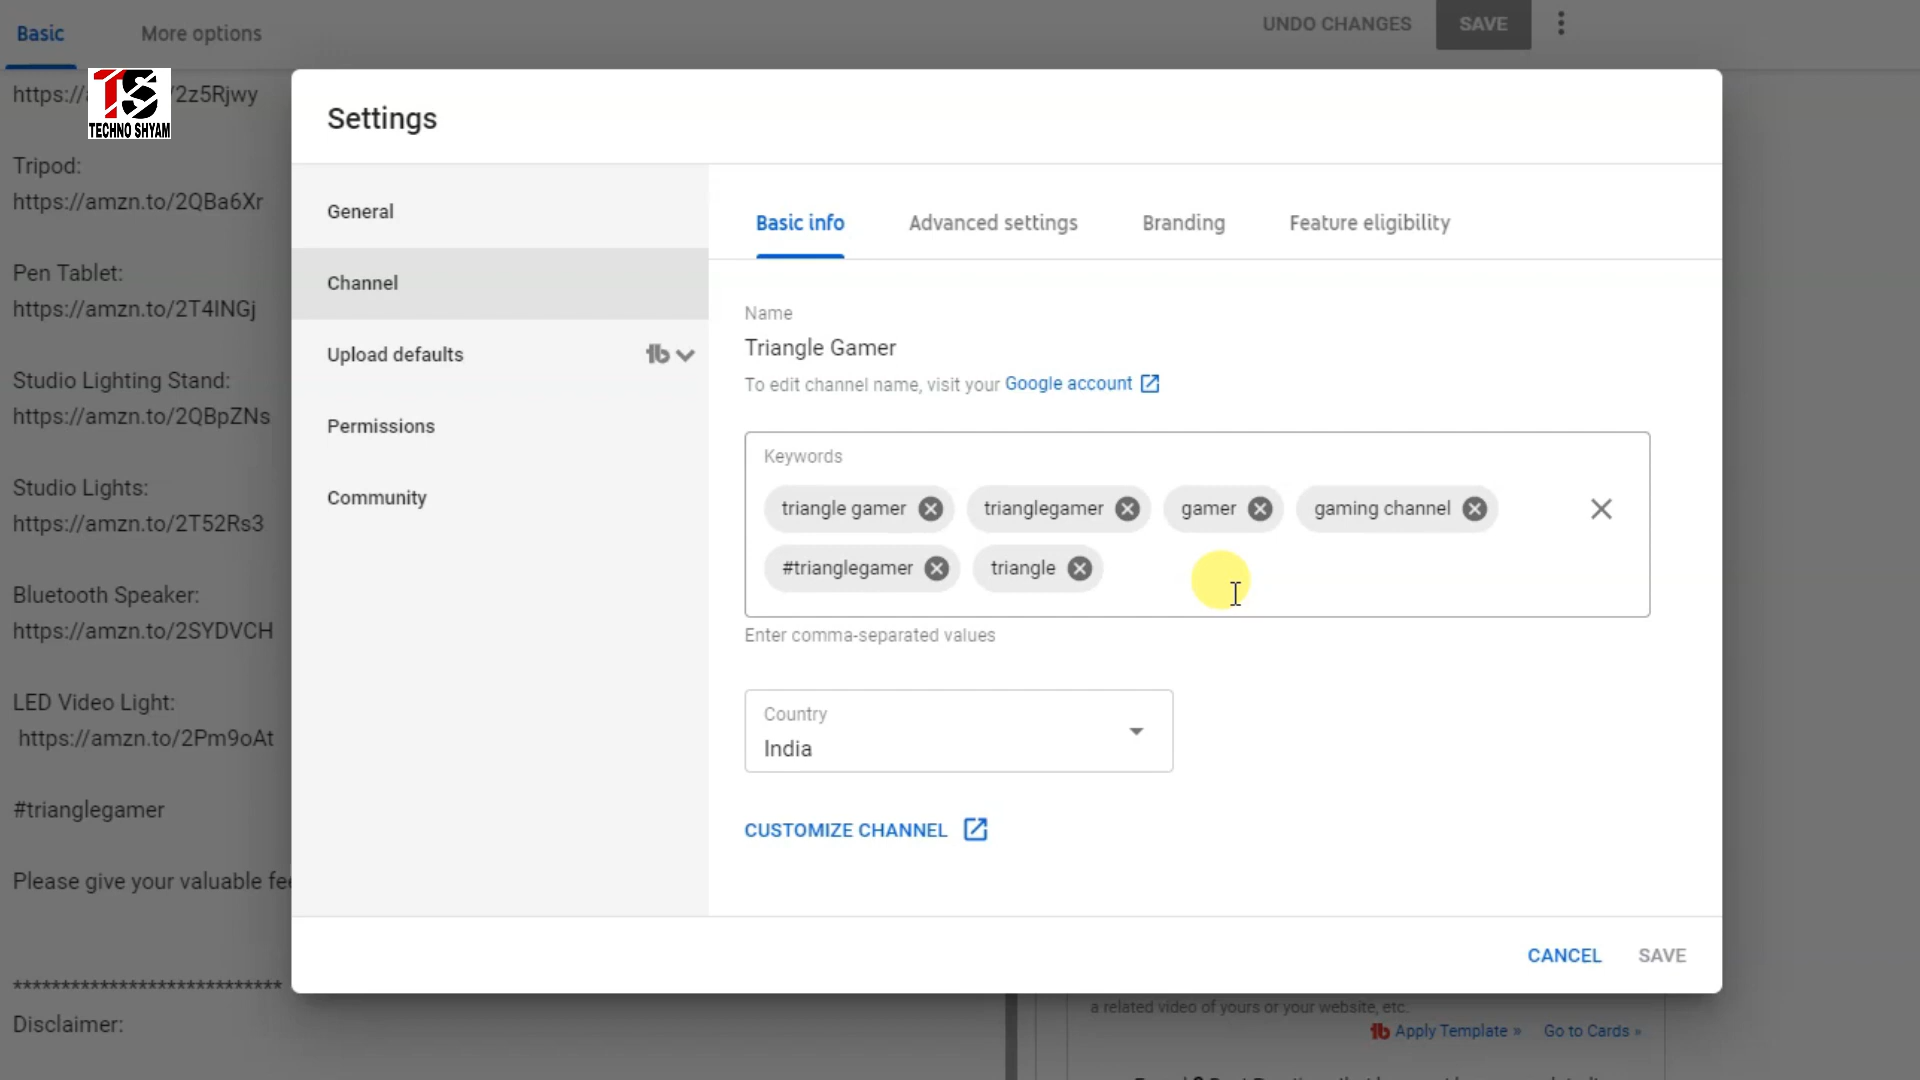 Basic
More options
UNDO CHANGES
SAVE
https://a
/2z5Rjwy
TS
TECHNO SHYAM
Tripod:
https://amzn.to/2QBa6Xr
Pen Tablet:
https://amzn.to/2T4INGj
Studio Lighting Stand:
https://amzn.to/2QBpZNs
Studio Lights:
https://amzn.to/2T52Rs3
Bluetooth Speaker:
https://amzn.to/2SYDVCH
LED Video Light:
https://amzn.to/2Pm9oAt
#trianglegamer
Please give your valuable fee
****************************
Disclaimer:
Settings
General
Channel
Upload defaults
tb
Permissions
Community
Basic info
Advanced settings
Branding
Feature eligibility
Name
Triangle Gamer
To edit channel name, visit your Google account
Keywords
triangle gamer
trianglegamer
gamer
gaming channel
#trianglegamer
triangle
Enter comma-separated values
Country
India
CUSTOMIZE CHANNEL
CANCEL
SAVE
a related video of yours or your website, etc.
tb Apply Template »
Go to Cards »